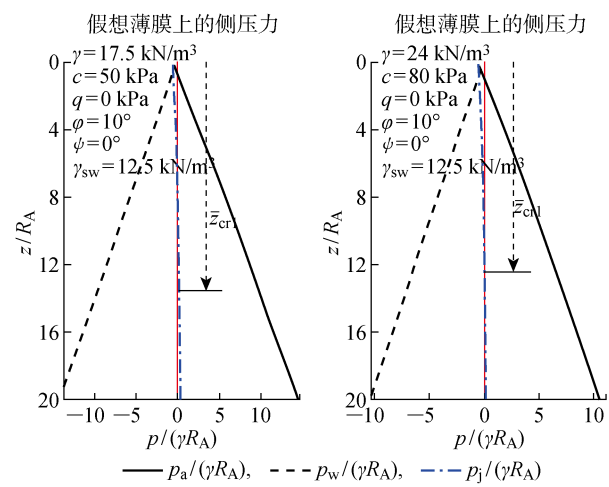 假想薄膜上的侧压力
γ=17.5 kN/m³
c=50 kPa
q=0 kPa
φ=10°
ψ=0°
γsw=12.5 kN/m³
z̄cr1
0
4
8
12
16
20
z/RA
−10 −5 0 5 10
p/(γRA)
假想薄膜上的侧压力
γ=24 kN/m³
c=80 kPa
q=0 kPa
φ=10°
ψ=0°
γsw=12.5 kN/m³
z̄cr1
0
4
8
12
16
20
z/RA
−10 −5 0 5 10
p/(γRA)
pa/(γRA), pw/(γRA), pj/(γRA)